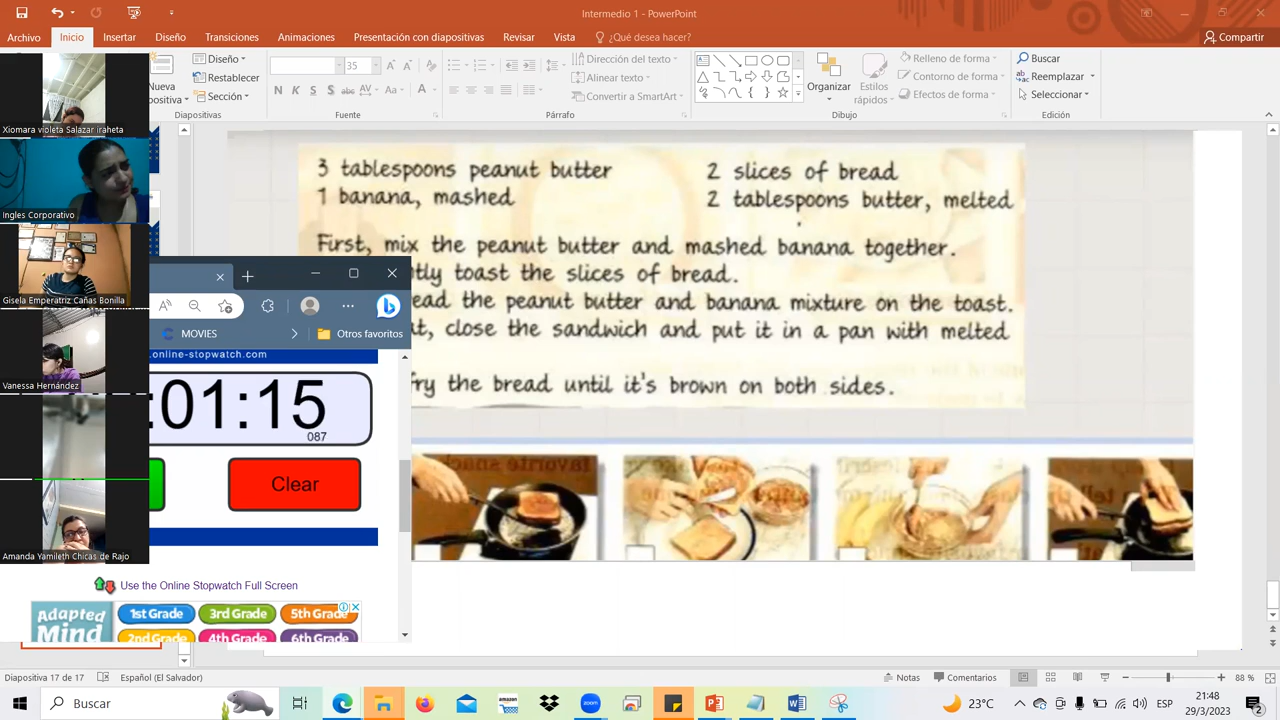 Intermedio 1 - PowerPoint
Archivo Inicio Insertar Diseño Transiciones Animaciones Presentación con diapositivas Revisar Vista ¿Qué desea hacer? Compartir
Nueva
Diseño
Restablecer
Sección
35
N K S S abc AV Aa A
Dirección del texto
Alinear texto
Convertir a SmartArt
Organizar
Estilos
rápidos
Relleno de forma
Contorno de forma
Efectos de forma
Buscar
Reemplazar
Seleccionar
Diapositivas Fuente Párrafo Dibujo Edición
Xiomara violeta Salazar Iraheta
Ingles Corporativo
Gisela Emperatriz Cañas Bonilla
Vanessa Hernández
Amanda Yamileth Chicas de Rajo
3 tablespoons peanut butter
1 banana, mashed
2 slices of bread
2 tablespoons butter, melted
First, mix the peanut butter and mashed banana together.
toast the slices of bread.
the peanut butter and banana mixture on the toast.
close the sandwich and put it in a pan with melted
fry the bread until it's brown on both sides.
MOVIES Otros favoritos
.online-stopwatch.com
:01:15
087
Clear
Use the Online Stopwatch Full Screen
Adapted
Mind
1st Grade 3rd Grade 5th Grade
2nd Grade 4th Grade 6th Grade
Diapositiva 17 de 17 Español (El Salvador) Notas Comentarios 88 %
Buscar
amazon
zoom
23°C
ESP
21:48
29/3/2023
2